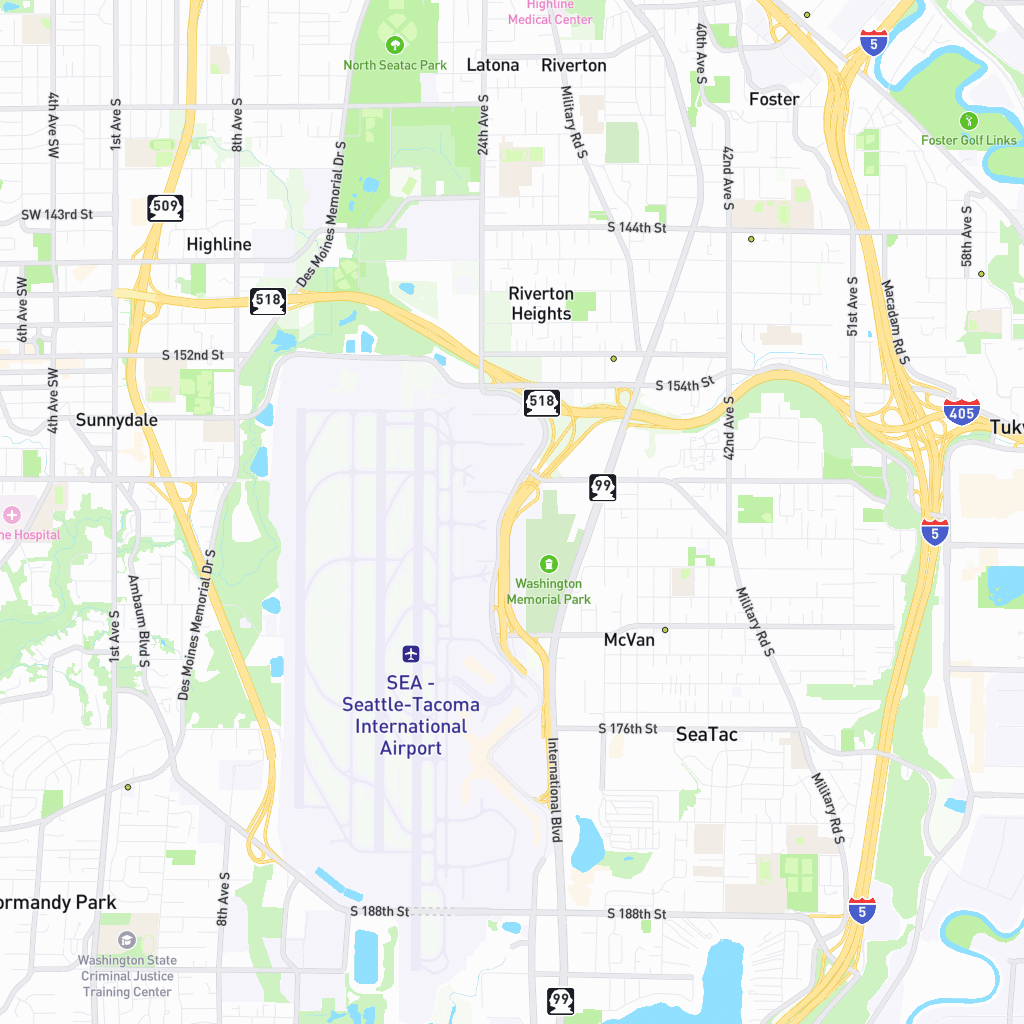 Highline
Medical Center
5
North Seatac Park
Latona
Riverton
40th Ave S
Foster
4th Ave SW
1st Ave S
8th Ave S
24th Ave S
Military Rd S
Foster Golf Links
Des Moines Memorial Dr S
42nd Ave S
509
SW 143rd St
58th Ave S
S 144th St
Highline
518
Riverton
Heights
6th Ave SW
51st Ave S
Macadam Rd S
S 152nd St
S 154th St
4th Ave SW
518
42nd Ave S
405
Sunnydale
Tukv
99
5
ne Hospital
Washington
Memorial Park
Ambaum Blvd S
Des Moines Memorial Dr S
Military Rd S
1st Ave S
McVan
SEA -
Seattle-Tacoma
International
Airport
S 176th St
SeaTac
International Blvd
Military Rd S
ormandy Park
8th Ave S
S 188th St
S 188th St
5
Washington State
Criminal Justice
Training Center
99